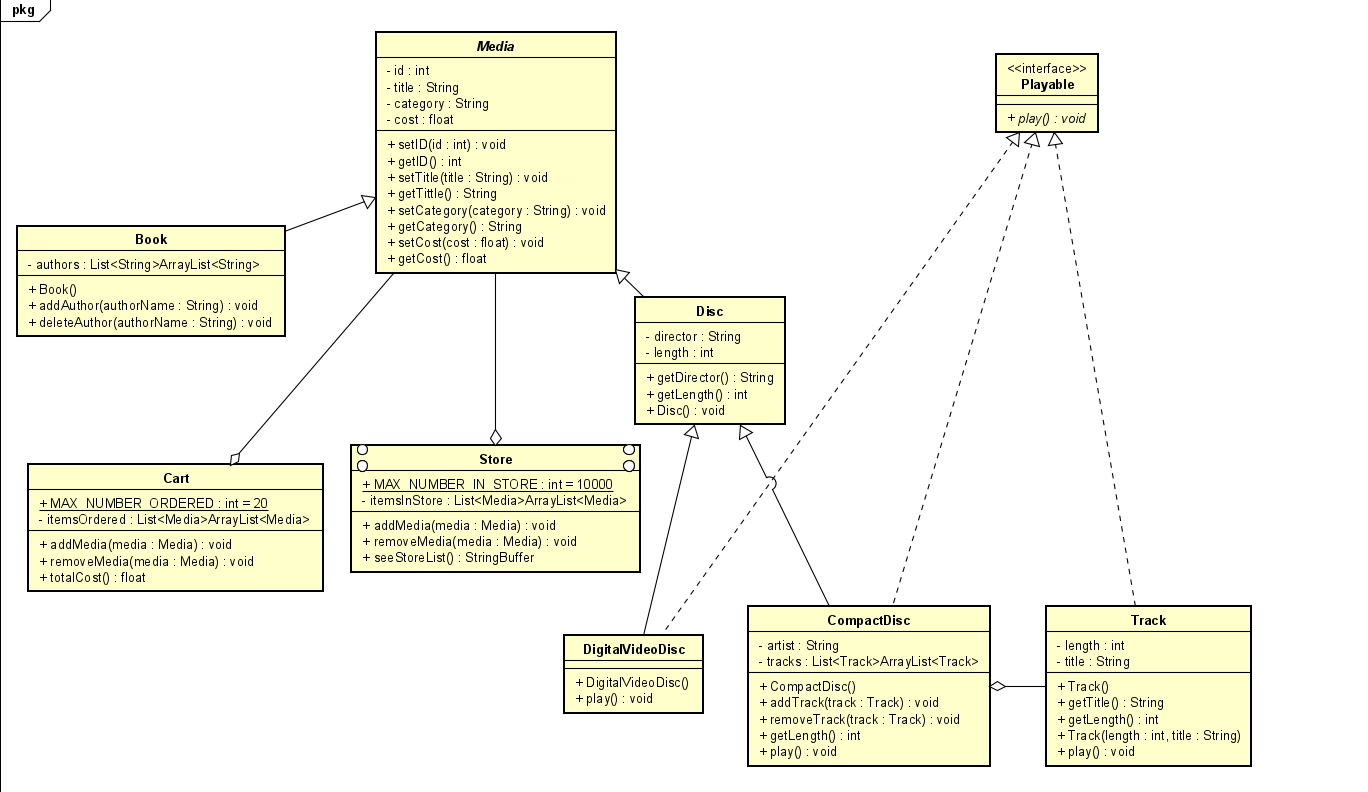 pkg
Media
- id : int
- title : String
- category : String
- cost : float
+ setID(id : int) : void
+ getID() : int
+ setTitle(title : String) : void
+ getTittle() : String
+ setCategory(category : String) : void
+ getCategory() : String
+ setCost(cost : float) : void
+ getCost() : float
<<interface>>
Playable
+ play() : void
Book
- authors : List<String>ArrayList<String>
+ Book()
+ addAuthor(authorName : String) : void
+ deleteAuthor(authorName : String) : void
Disc
- director : String
- length : int
+ getDirector() : String
+ getLength() : int
+ Disc() : void
Cart
+ MAX_NUMBER_ORDERED : int = 20
- itemsOrdered : List<Media>ArrayList<Media>
+ addMedia(media : Media) : void
+ removeMedia(media : Media) : void
+ totalCost() : float
Store
+ MAX_NUMBER_IN_STORE : int = 10000
- itemsInStore : List<Media>ArrayList<Media>
+ addMedia(media : Media) : void
+ removeMedia(media : Media) : void
+ seeStoreList() : StringBuffer
DigitalVideoDisc
+ DigitalVideoDisc()
+ play() : void
CompactDisc
- artist : String
- tracks : List<Track>ArrayList<Track>
+ CompactDisc()
+ addTrack(track : Track) : void
+ removeTrack(track : Track) : void
+ getLength() : int
+ play() : void
Track
- length : int
- title : String
+ Track()
+ getTitle() : String
+ getLength() : int
+ Track(length : int, title : String)
+ play() : void